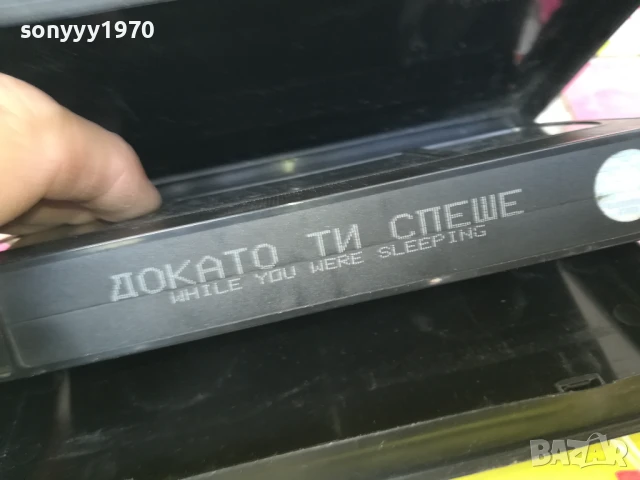 sonyyy1970
ДОКАТО ТИ СПЕШЕ
WHILE YOU WERE SLEEPING
BAZAR